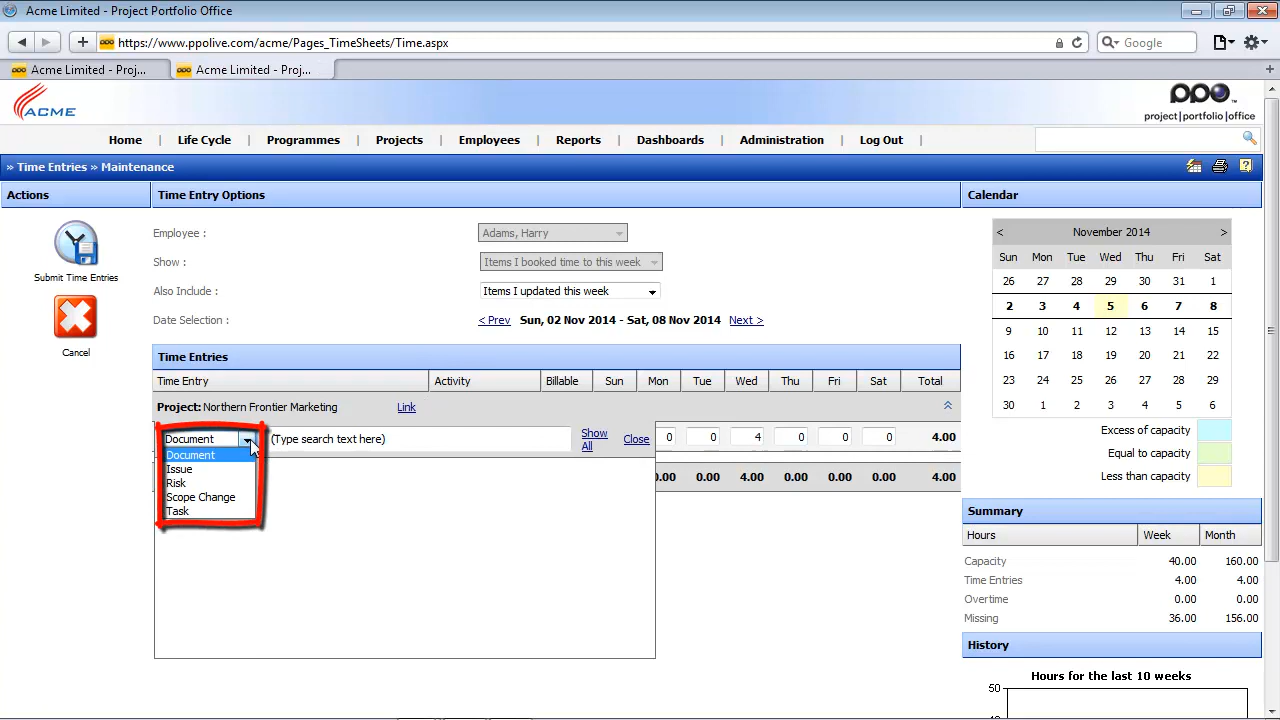 Acme Limited - Project Portfolio Office
https://www.ppolive.com/acme/Pages_TimeSheets/Time.aspx
Google
Acme Limited - Proj...
Acme Limited - Proj...
ACME
ppo™
project|portfolio|office
Home | Life Cycle | Programmes | Projects | Employees | Reports | Dashboards | Administration | Log Out |
» Time Entries » Maintenance
Actions
Submit Time Entries
Cancel
Time Entry Options
Employee : Adams, Harry
Show : Items I booked time to this week
Also Include : Items I updated this week
Date Selection : < Prev Sun, 02 Nov 2014 - Sat, 08 Nov 2014 Next >
Time Entries
Time Entry Activity Billable Sun Mon Tue Wed Thu Fri Sat Total
Project: Northern Frontier Marketing Link
Document (Type search text here) Show All Close 0 0 4 0 0 0 4.00
Document
Issue
Risk
Scope Change
Task
0.00 0.00 4.00 0.00 0.00 0.00 4.00
Calendar
< November 2014 >
Sun Mon Tue Wed Thu Fri Sat
26 27 28 29 30 31 1
2 3 4 5 6 7 8
9 10 11 12 13 14 15
16 17 18 19 20 21 22
23 24 25 26 27 28 29
30 1 2 3 4 5 6
Excess of capacity
Equal to capacity
Less than capacity
Summary
Hours Week Month
Capacity 40.00 160.00
Time Entries 4.00 4.00
Overtime 0.00 0.00
Missing 36.00 156.00
History
Hours for the last 10 weeks
50